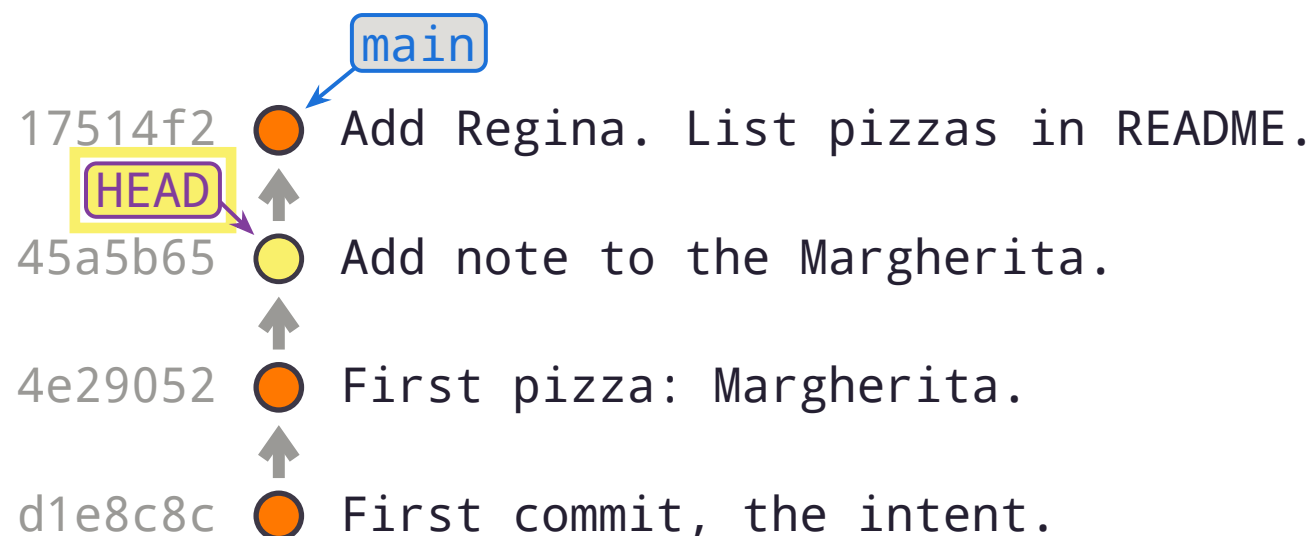 main
17514f2 Add Regina. List pizzas in README.
HEAD
45a5b65 Add note to the Margherita.
4e29052 First pizza: Margherita.
d1e8c8c First commit, the intent.